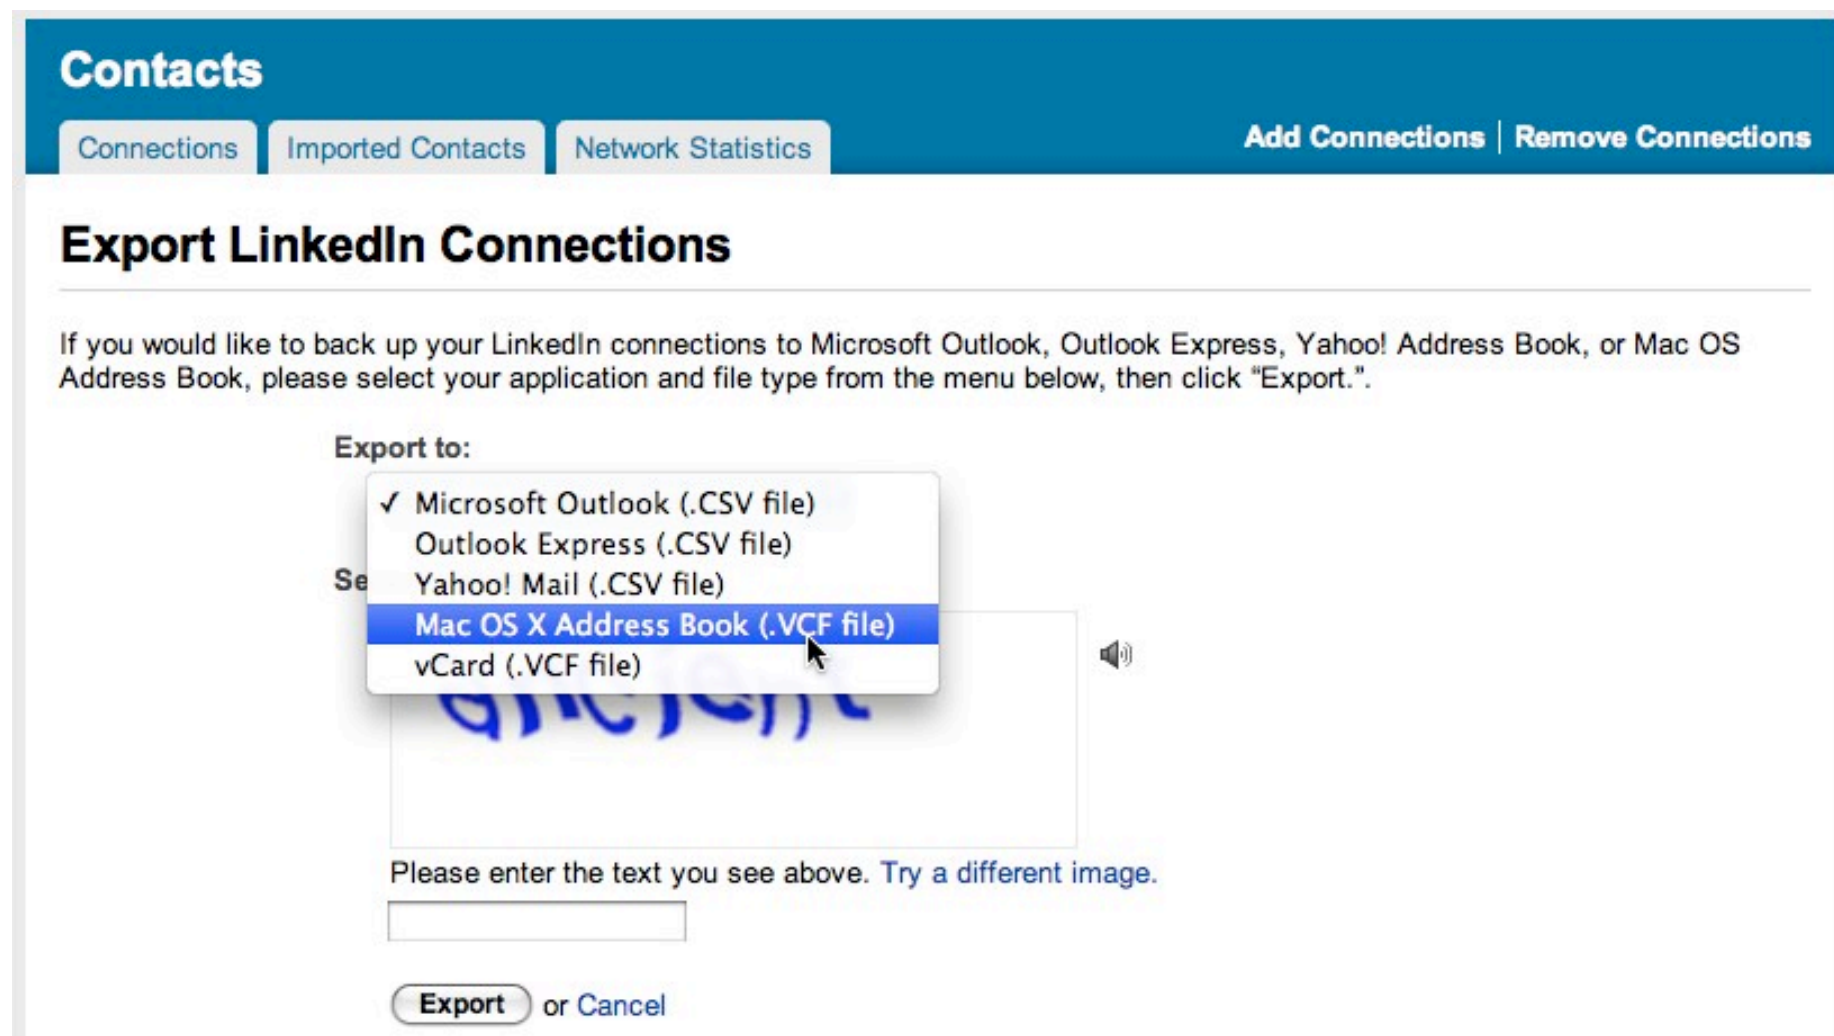 Contacts
Connections Imported Contacts Network Statistics Add Connections | Remove Connections
Export LinkedIn Connections
If you would like to back up your LinkedIn connections to Microsoft Outlook, Outlook Express, Yahoo! Address Book, or Mac OS
Address Book, please select your application and file type from the menu below, then click “Export.”.
Export to:
✓ Microsoft Outlook (.CSV file)
Outlook Express (.CSV file)
Yahoo! Mail (.CSV file)
Mac OS X Address Book (.VCF file)
vCard (.VCF file)
Please enter the text you see above. Try a different image.
Export or Cancel